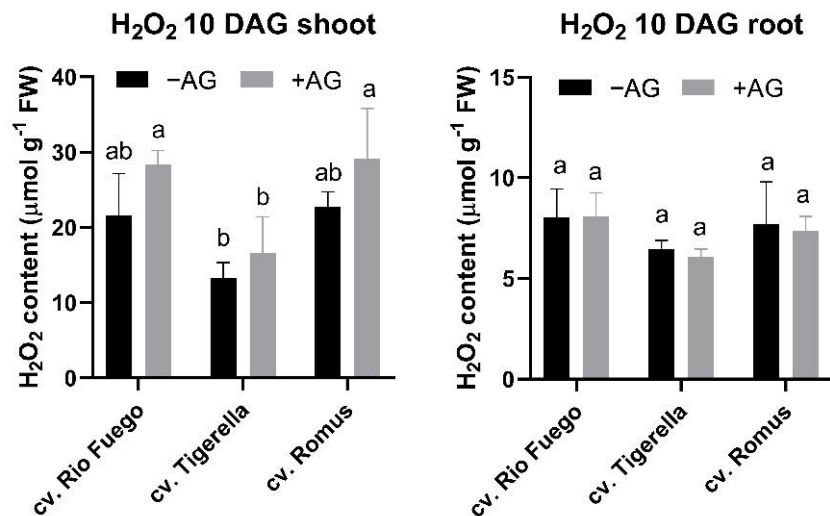 H₂O₂ 10 DAG shoot
H₂O₂ content (µmol g⁻¹ FW)
40
30
20
10
0
−AG +AG
ab a b b ab a
cv. Rio Fuego
cv. Tigerella
cv. Romus
H₂O₂ 10 DAG root
H₂O₂ content (µmol g⁻¹ FW)
15
10
5
0
−AG +AG
a a a a a a
cv. Rio Fuego
cv. Tigerella
cv. Romus